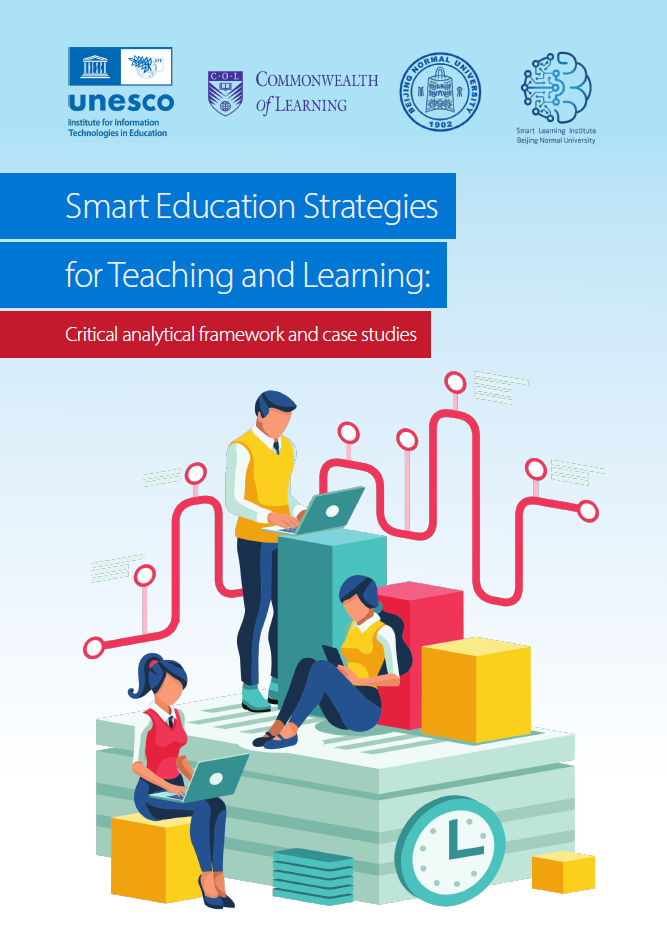 unesco
Institute for Information
Technologies in Education
C·O·L
COMMONWEALTH
of LEARNING
BEIJING NORMAL UNIVERSITY
1902
Smart Learning Institute
Beijing Normal University
Smart Education Strategies
for Teaching and Learning:
Critical analytical framework and case studies